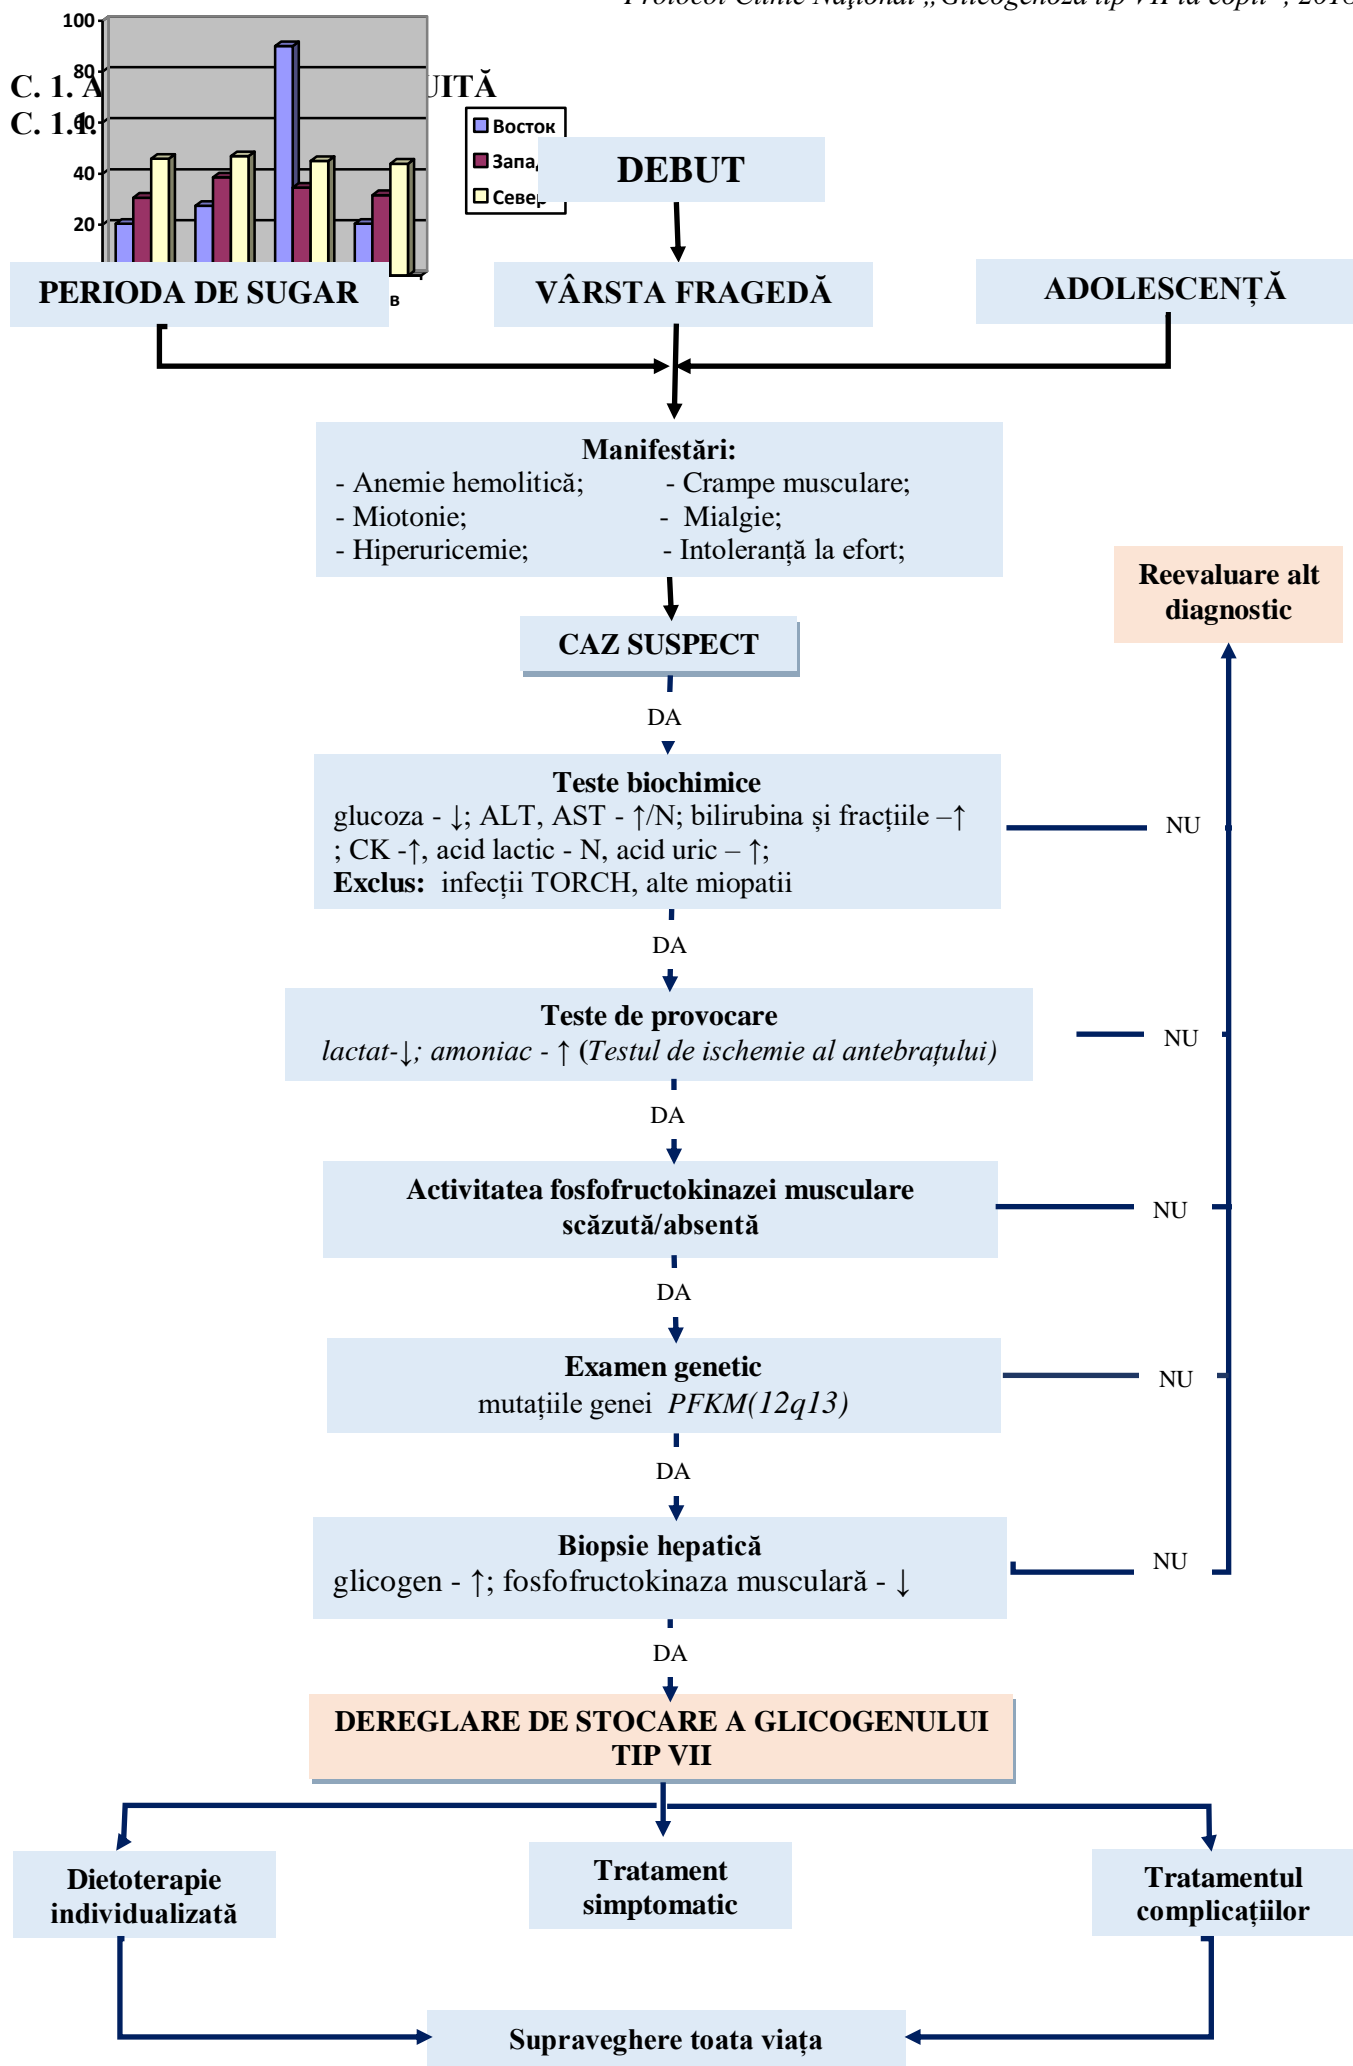 Protocol Clinic Național „Glicogenoza tip VII la copil”, 2018
100
80
60
40
20
C. 1. A
UITĂ
C. 1.1.
Восток
Запад
Север
в
DEBUT
PERIODA DE SUGAR
VÂRSTA FRAGEDĂ
ADOLESCENȚĂ
Manifestări:
- Anemie hemolitică; - Crampe musculare;
- Miotonie; - Mialgie;
- Hiperuricemie; - Intoleranță la efort;
Reevaluare alt
diagnostic
CAZ SUSPECT
DA
Teste biochimice
glucoza - ↓; ALT, AST - ↑/N; bilirubina și fracțiile –↑
; CK -↑, acid lactic - N, acid uric – ↑;
Exclus: infecții TORCH, alte miopatii
NU
DA
Teste de provocare
lactat-↓; amoniac - ↑ (Testul de ischemie al antebrațului)
NU
DA
Activitatea fosfofructokinazei musculare
scăzută/absentă
NU
DA
Examen genetic
mutațiile genei PFKM(12q13)
NU
DA
Biopsie hepatică
glicogen - ↑; fosfofructokinaza musculară - ↓
NU
DA
DEREGLARE DE STOCARE A GLICOGENULUI
TIP VII
Dietoterapie
individualizată
Tratament
simptomatic
Tratamentul
complicațiilor
Supraveghere toata viața